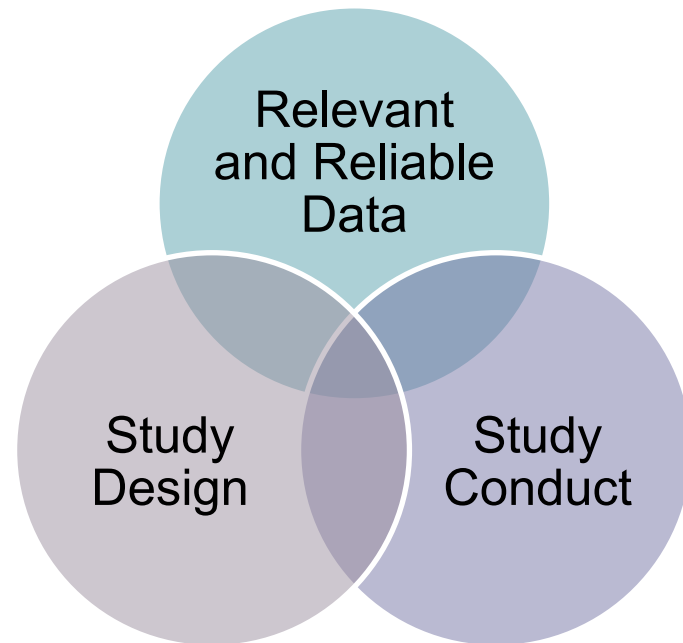 Relevant
and Reliable
Data
Study
Design
Study
Conduct